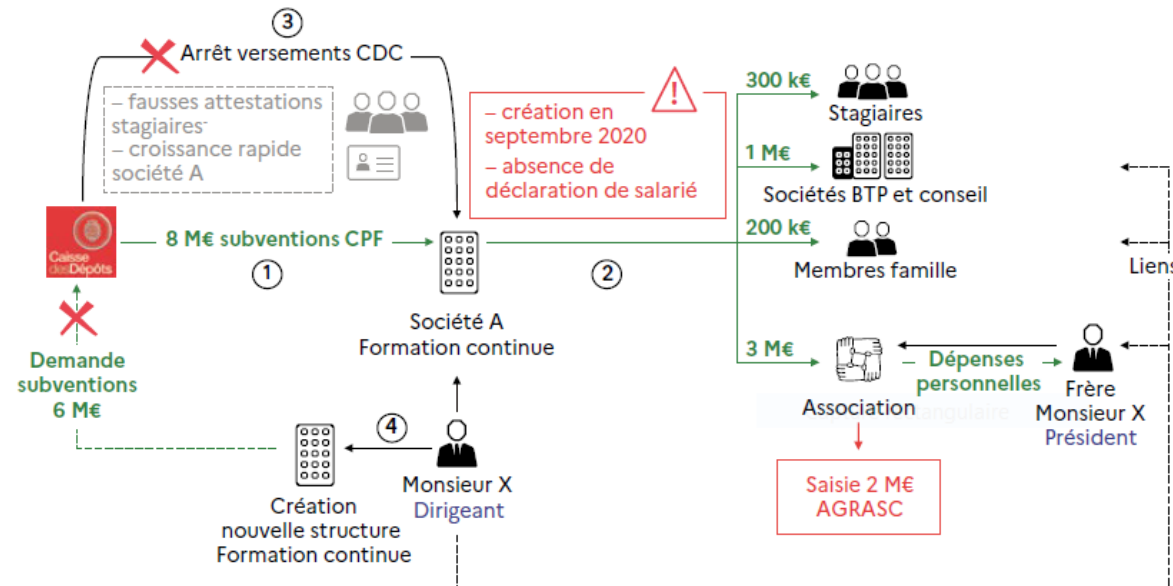 3
Arrêt versements CDC
– fausses attestations
stagiaires-
– croissance rapide
société A
– création en
septembre 2020
– absence de
déclaration de salarié
300 k€
Stagiaires
1 M€
Sociétés BTP et conseil
Caisse
desDépôts
8 M€ subventions CPF
1
2
200 k€
Membres famille
Liens
Société A
Formation continue
Demande
subventions
6 M€
3 M€
Association
Dépenses
personnelles
Frère
Monsieur X
Président
4
Création
nouvelle structure
Formation continue
Monsieur X
Dirigeant
Saisie 2 M€
AGRASC